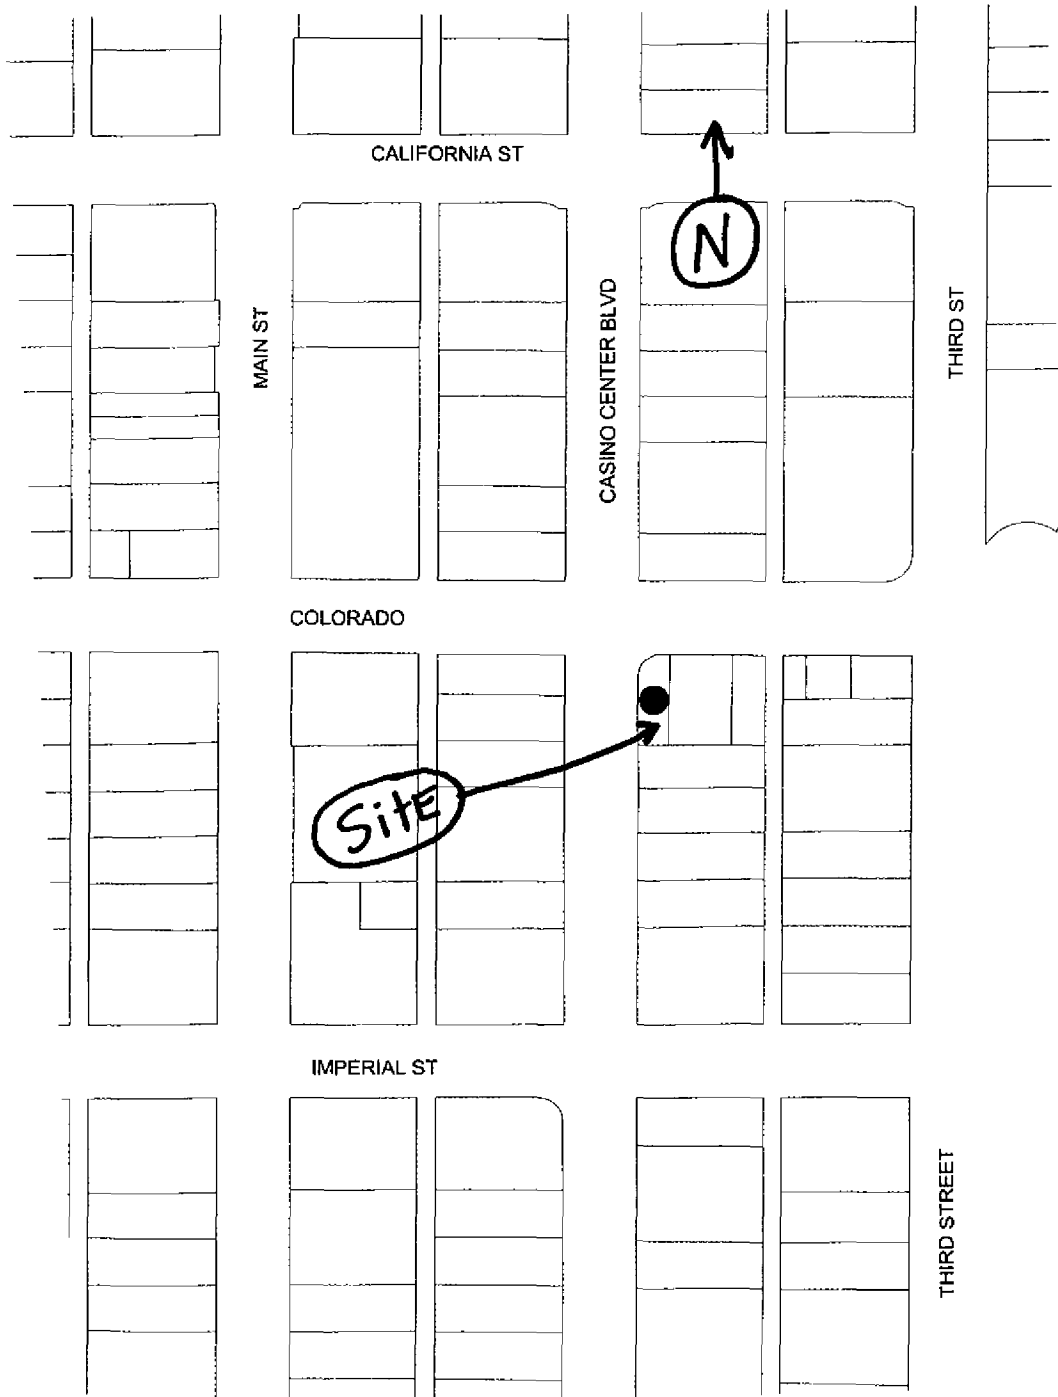 CALIFORNIA ST
N
MAIN ST
CASINO CENTER BLVD
THIRD ST
COLORADO
SitE
IMPERIAL ST
THIRD STREET